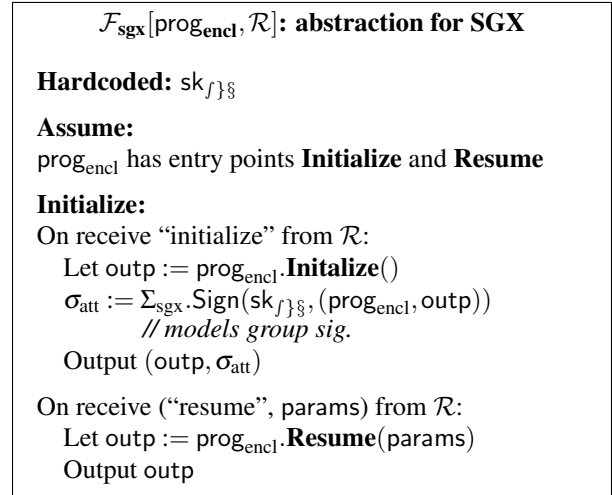 𝓕sgx[prog_encl, 𝓡]: abstraction for SGX
Hardcoded: sk_∫}§
Assume:
prog_encl has entry points Initialize and Resume
Initialize:
On receive “initialize” from 𝓡:
Let outp := prog_encl.Initalize()
σ_att := Σ_sgx.Sign(sk_∫}§, (prog_encl, outp))
// models group sig.
Output (outp, σ_att)
On receive (“resume”, params) from 𝓡:
Let outp := prog_encl.Resume(params)
Output outp